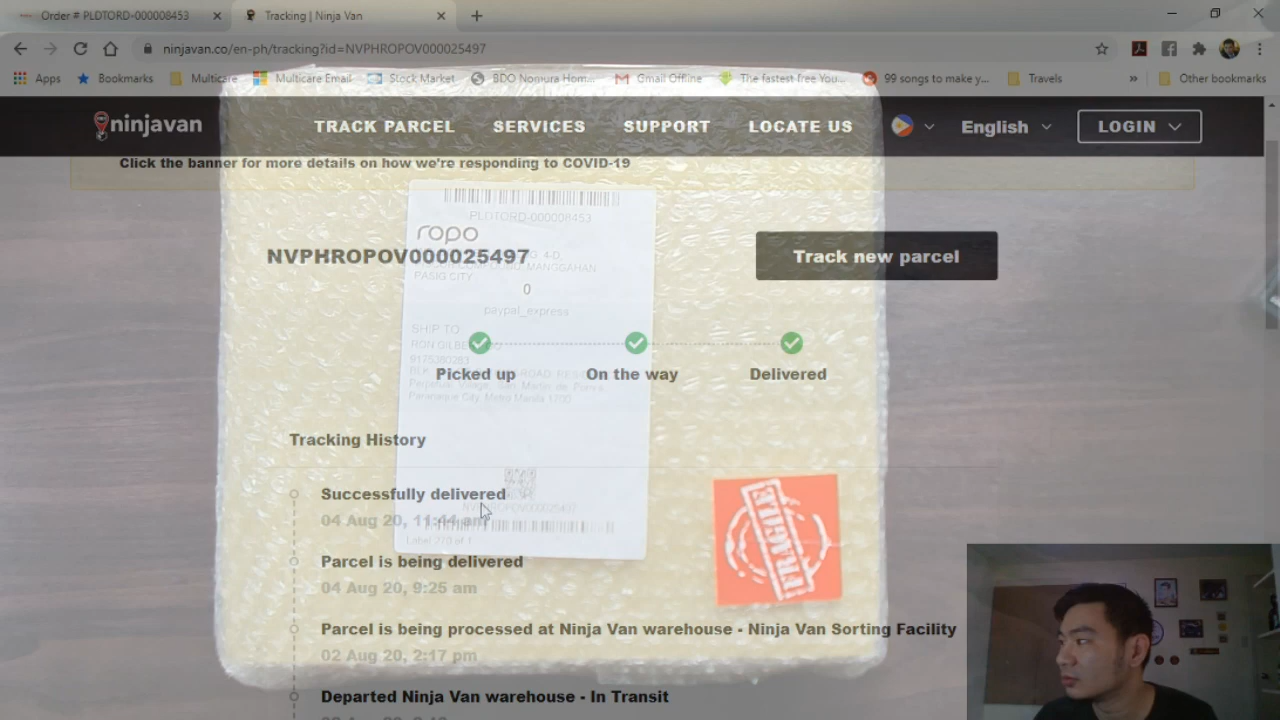 Order # PLDTORD-000008453
Tracking | Ninja Van
ninjavan.co/en-ph/tracking?id=NVPHROPOV000025497
Apps
Bookmarks
Multicare
Multicare Email
Stock Market
BDO Nomura Hom...
Gmail Offline
The fastest free You...
99 songs to make y...
Travels
»
Other bookmarks
ninjavan
TRACK PARCEL
SERVICES
SUPPORT
LOCATE US
English
LOGIN
Click the banner for more details on how we're responding to COVID-19
PLDTORD-000008453
ropo
NVPHROPOV000025497
Track new parcel
4-D,
MANGGAHAN
PASIG CITY
0
paypal_express
SHIP TO
Picked up
On the way
Delivered
Tracking History
Successfully delivered
04 Aug 20, 11:44 am
Parcel is being delivered
04 Aug 20, 9:25 am
FRAGILE
Parcel is being processed at Ninja Van warehouse - Ninja Van Sorting Facility
02 Aug 20, 2:17 pm
Departed Ninja Van warehouse - In Transit